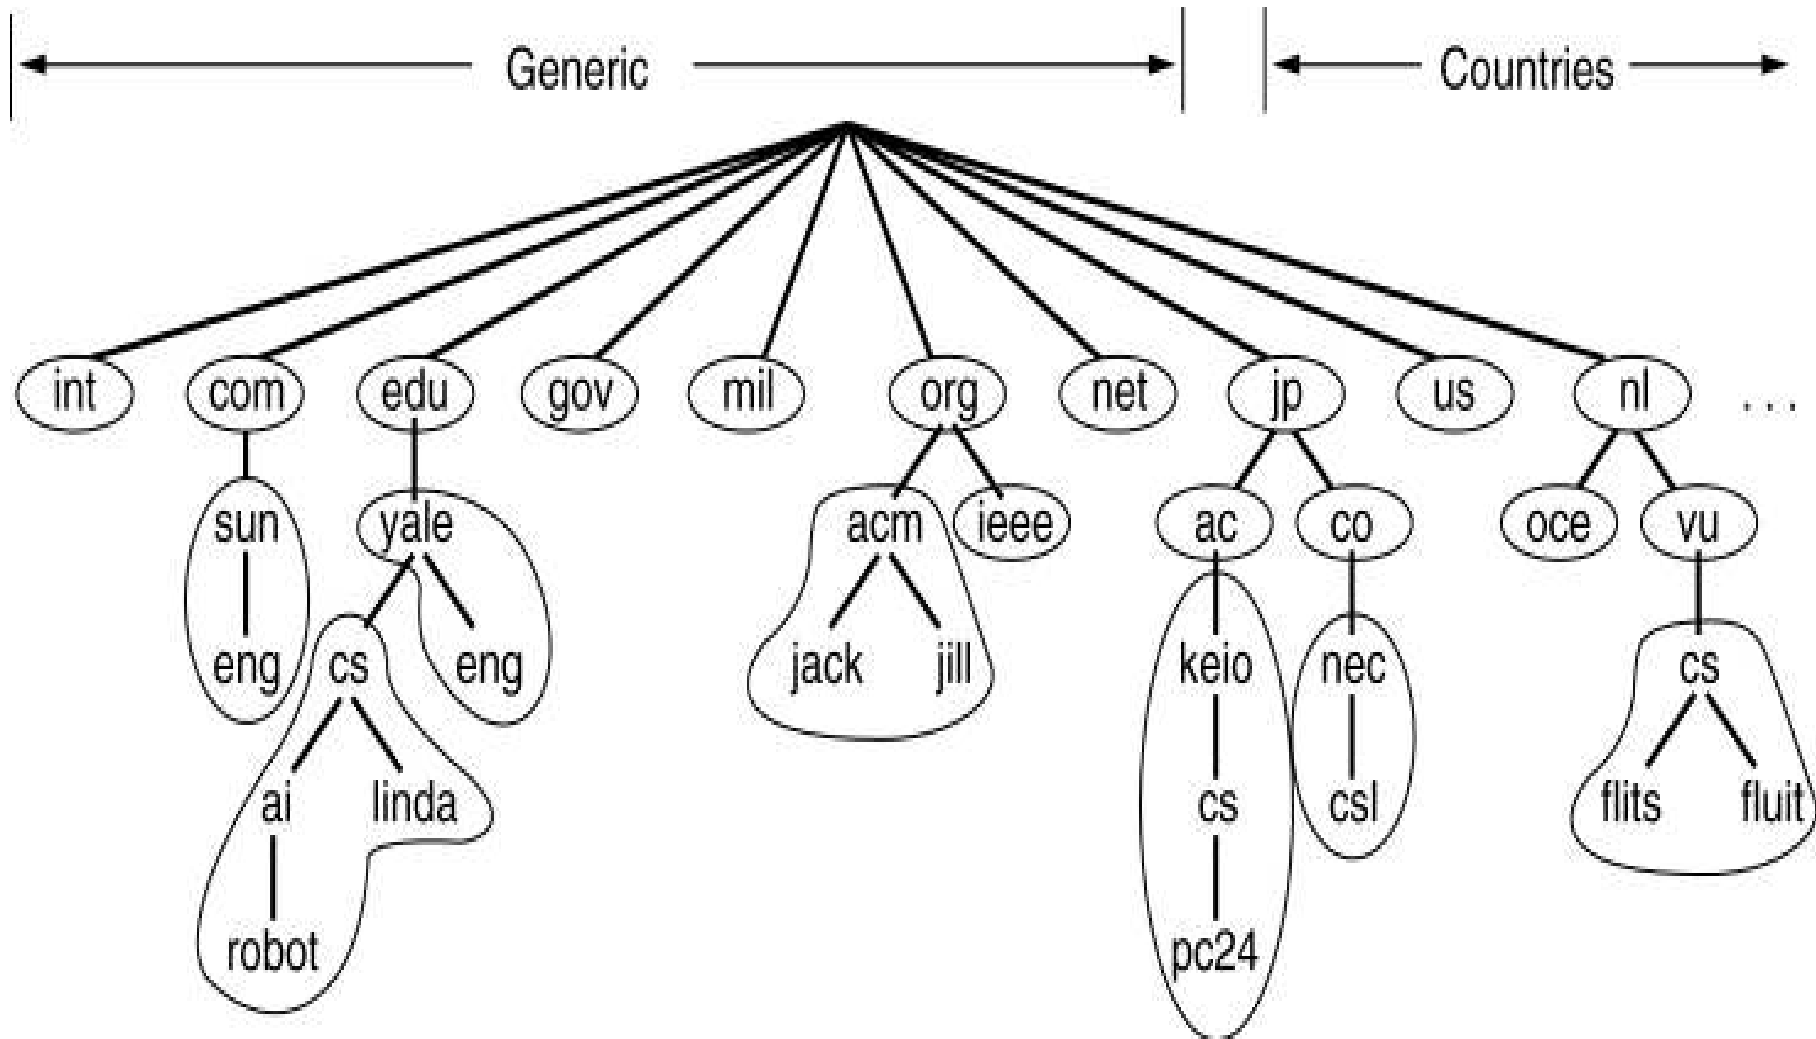 Generic Countries
int com edu gov mil org net jp us nl ...
sun yale acm ieee ac co oce vu
eng cs eng jack jill keio nec cs
ai linda cs csl flits fluit
robot pc24